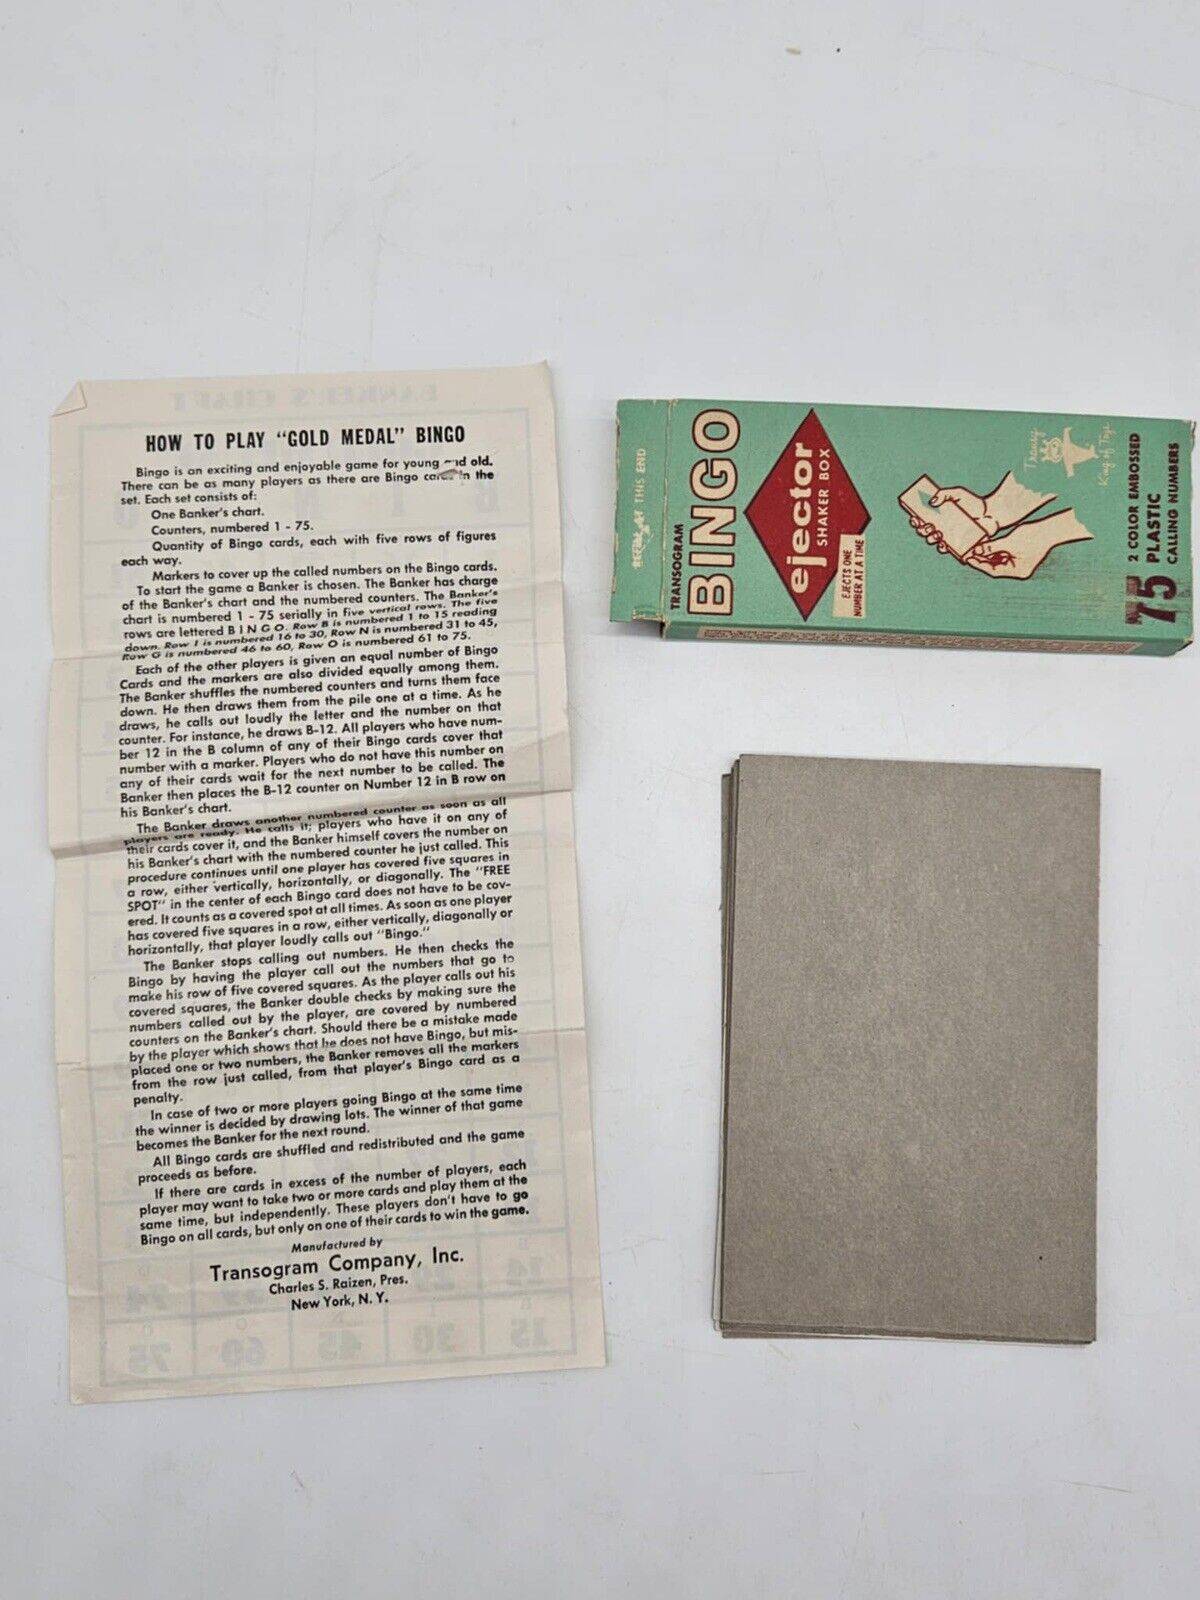 HOW TO PLAY "GOLD MEDAL" BINGO
Bingo is an exciting and enjoyable game for young and old.
There can be as many players as there are Bingo cards in the
set. Each set consists of:
One Banker's chart.
Counters, numbered 1 - 75.
Quantity of Bingo cards, each with five rows of figures
each way.
Markers to cover up the called numbers on the Bingo cards.
To start the game a Banker is chosen. The Banker has charge
of the Banker's chart and the numbered counters. The Banker's
chart is numbered 1 - 75 serially in five vertical rows. The five
rows are lettered B I N G O. Row B is numbered 1 to 15 reading
down. Row I is numbered 16 to 30, Row N is numbered 31 to 45,
Row G is numbered 46 to 60, Row O is numbered 61 to 75.
Each of the other players is given an equal number of Bingo
Cards and the markers are also divided equally among them.
The Banker shuffles the numbered counters and turns them face
down. He then draws them from the pile one at a time. As he
draws, he calls out loudly the letter and the number on that
counter. For instance, he draws B-12. All players who have num-
ber 12 in the B column of any of their Bingo cards cover that
number with a marker. Players who do not have this number on
any of their cards wait for the next number to be called. The
Banker then places the B-12 counter on Number 12 in B row on
his Banker's chart.
The Banker draws another numbered counter as soon as all
players are ready. He calls it; players who have it on any of
their cards cover it, and the Banker himself covers the number on
his Banker's chart with the numbered counter he just called. This
procedure continues until one player has covered five squares in
a row, either vertically, horizontally, or diagonally. The "FREE
SPOT" in the center of each Bingo card does not have to be cov-
ered. It counts as a covered spot at all times. As soon as one player
has covered five squares in a row, either vertically, diagonally or
horizontally, that player loudly calls out "Bingo."
The Banker stops calling out numbers. He then checks the
Bingo by having the player call out the numbers that go to
make his row of five covered squares. As the player calls out his
covered squares, the Banker double checks by making sure the
numbers called out by the player, are covered by numbered
counters on the Banker's chart. Should there be a mistake made
by the player which shows that he does not have Bingo, but mis-
placed one or two numbers, the Banker removes all the markers
from the row just called, from that player's Bingo card as a
penalty.
In case of two or more players going Bingo at the same time
the winner is decided by drawing lots. The winner of that game
becomes the Banker for the next round.
All Bingo cards are shuffled and redistributed and the game
proceeds as before.
If there are cards in excess of the number of players, each
player may want to take two or more cards and play them at the
same time, but independently. These players don't have to go
Bingo on all cards, but only on one of their cards to win the game.
Manufactured by
Transogram Company, Inc.
Charles S. Raizen, Pres.
New York, N. Y.
THIS END
TRANSOGRAM
BINGO
ejector
SHAKER BOX
EJECTS ONE
NUMBER AT A TIME
Transy
King of Toys
75
2 COLOR EMBOSSED
PLASTIC
CALLING NUMBERS